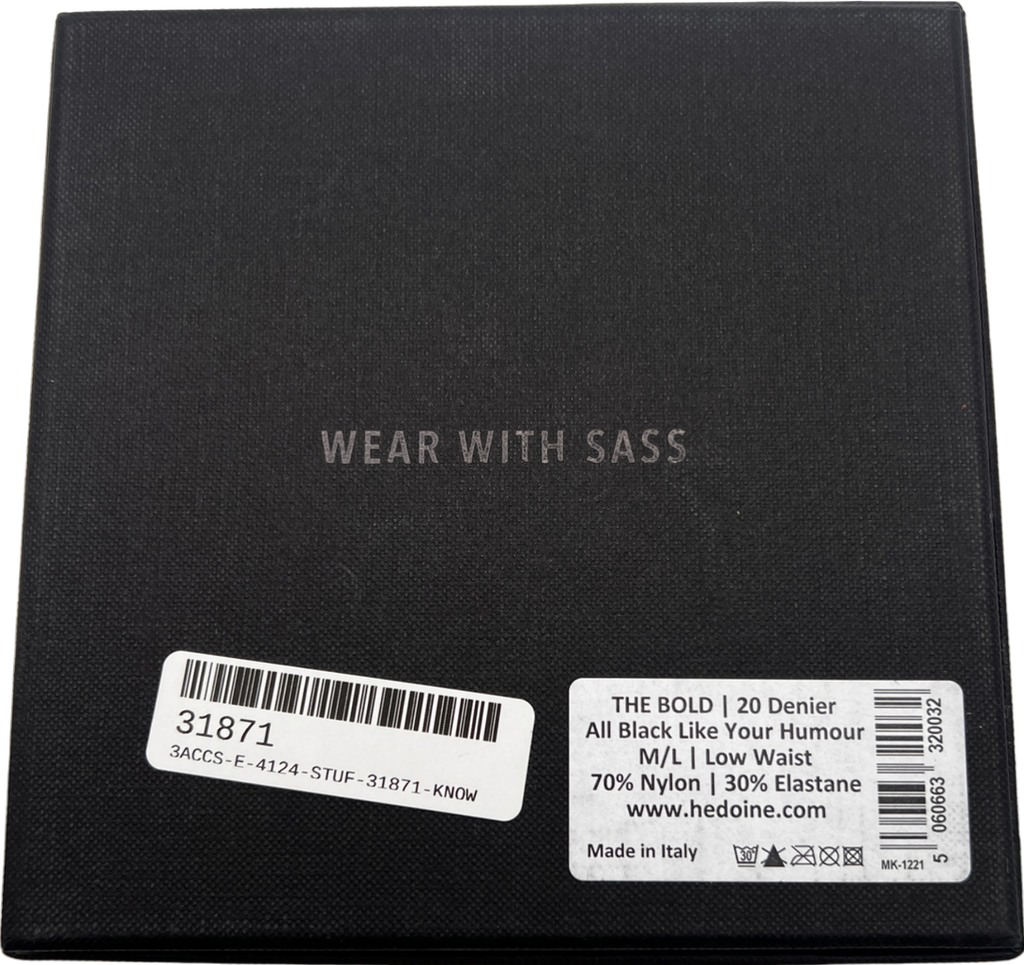 WEAR WITH SASS
31871
3ACCS-E-4124-STUF-31871-KNOW
THE BOLD | 20 Denier
All Black Like Your Humour
M/L | Low Waist
70% Nylon | 30% Elastane
www.hedoine.com
Made in Italy
30°
MK-1221
5 060663 320032